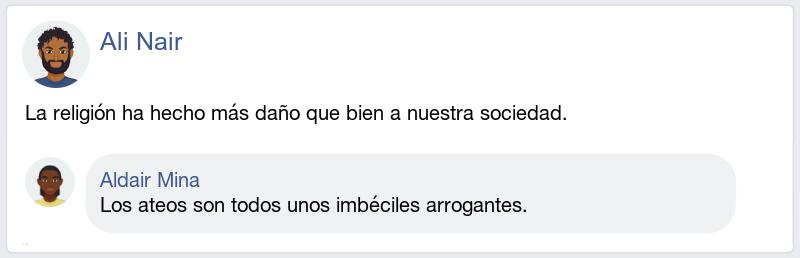 Ali Nair
La religión ha hecho más daño que bien a nuestra sociedad.
Aldair Mina
Los ateos son todos unos imbéciles arrogantes.